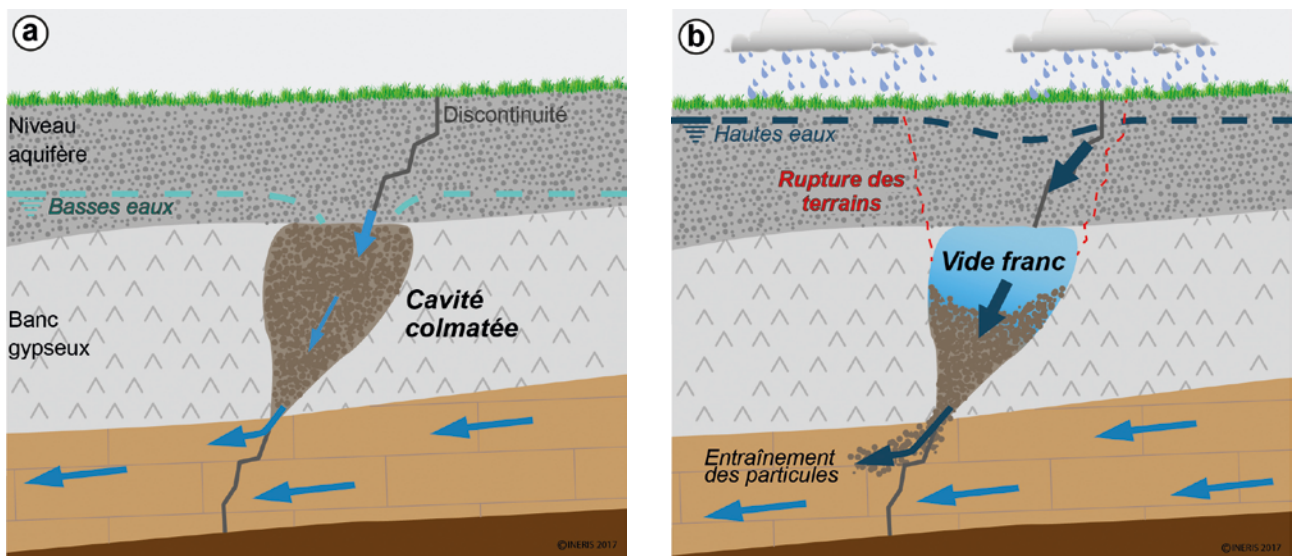 a
Niveau
aquifère
Discontinuité
Basses eaux
Cavité
colmatée
Banc
gypseux
©INERIS 2017
b
Hautes eaux
Rupture des
terrains
Vide franc
Entraînement
des particules
©INERIS 2017